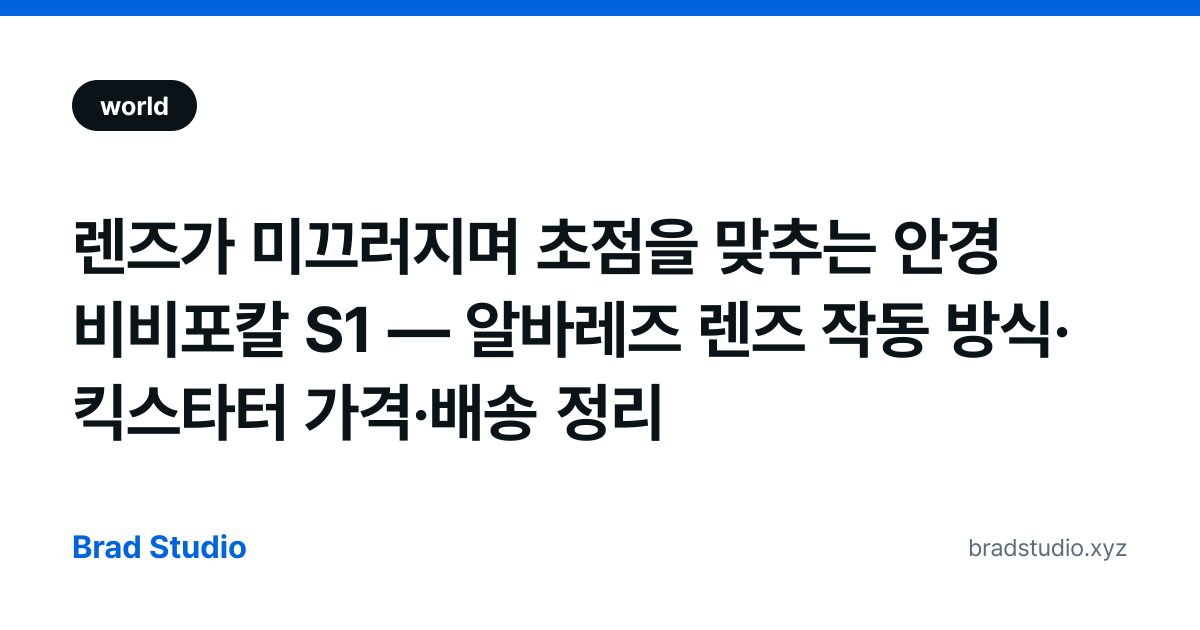 world
렌즈가 미끄러지며 초점을 맞추는 안경
비비포칼 S1 — 알바레즈 렌즈 작동 방식·
킥스타터 가격·배송 정리
Brad Studio
bradstudio.xyz